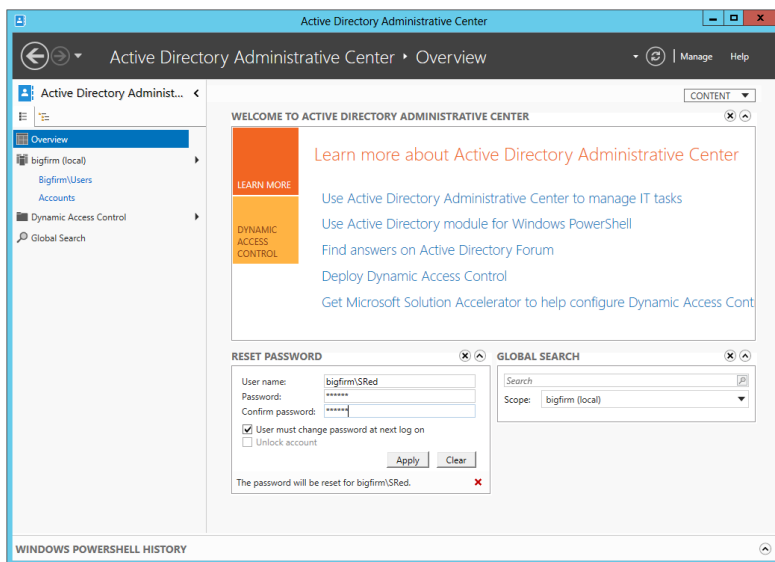 Active Directory Administrative Center
Active Directory Administrative Center • Overview
Manage Help
Active Directory Administ...
CONTENT
WELCOME TO ACTIVE DIRECTORY ADMINISTRATIVE CENTER
Overview
bigfirm (local)
Bigfirm\Users
Accounts
Dynamic Access Control
Global Search
LEARN MORE
DYNAMIC
ACCESS
CONTROL
Learn more about Active Directory Administrative Center
Use Active Directory Administrative Center to manage IT tasks
Use Active Directory module for Windows PowerShell
Find answers on Active Directory Forum
Deploy Dynamic Access Control
Get Microsoft Solution Accelerator to help configure Dynamic Access Cont
RESET PASSWORD
User name: bigfirm\SRed
Password: ******
Confirm password: ******
User must change password at next log on
Unlock account
Apply Clear
The password will be reset for bigfirm\SRed.
GLOBAL SEARCH
Search
Scope: bigfirm (local)
WINDOWS POWERSHELL HISTORY